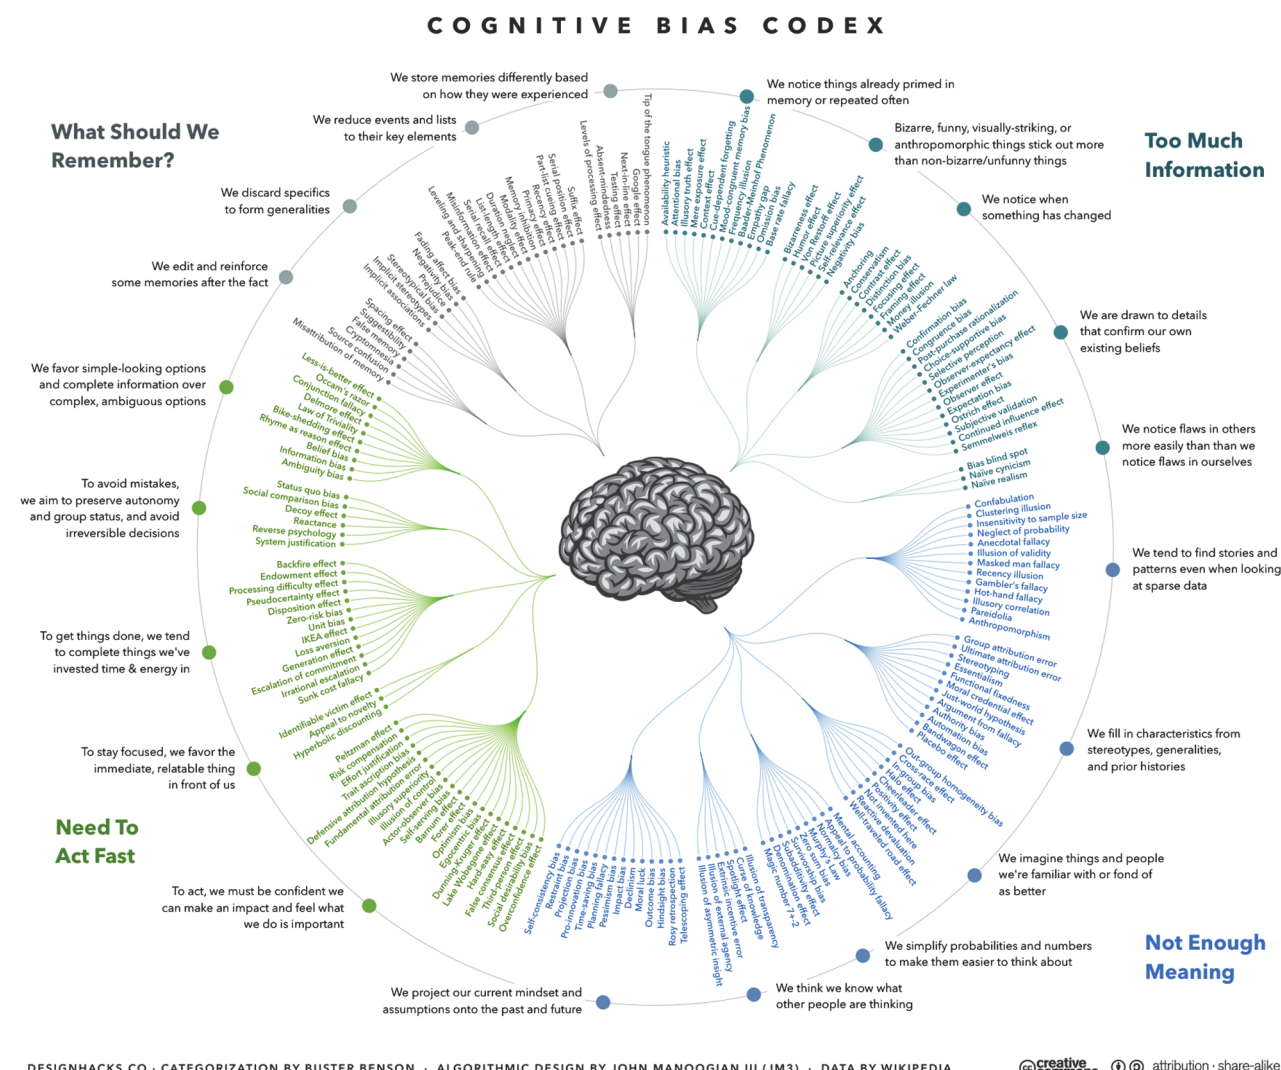 COGNITIVE BIAS CODEX
We store memories differently based
on how they were experienced
We reduce events and lists
to their key elements
We discard specifics
to form generalities
We edit and reinforce
some memories after the fact
What Should We
Remember?
We notice things already primed in
memory or repeated often
Bizarre, funny, visually-striking, or
anthropomorphic things stick out more
than non-bizarre/unfunny things
We notice when
something has changed
We are drawn to details
that confirm our own
existing beliefs
We notice flaws in others
more easily than than we
notice flaws in ourselves
Too Much
Information
We tend to find stories and
patterns even when looking
at sparse data
We fill in characteristics from
stereotypes, generalities,
and prior histories
We imagine things and people
we're familiar with or fond of
as better
We simplify probabilities and numbers
to make them easier to think about
We think we know what
other people are thinking
We project our current mindset and
assumptions onto the past and future
Not Enough
Meaning
We favor simple-looking options
and complete information over
complex, ambiguous options
To avoid mistakes,
we aim to preserve autonomy
and group status, and avoid
irreversible decisions
To get things done, we tend
to complete things we've
invested time & energy in
To stay focused, we favor the
immediate, relatable thing
in front of us
To act, we must be confident we
can make an impact and feel what
we do is important
Need To
Act Fast
Availability heuristic
Attentional bias
Illusory truth effect
Mere exposure effect
Context effect
Cue-dependent forgetting
Mood-congruent memory bias
Frequency illusion
Baader-Meinhof Phenomenon
Empathy gap
Omission bias
Base rate fallacy
Bizarreness effect
Humor effect
Von Restorff effect
Picture superiority effect
Self-relevance effect
Negativity bias
Anchoring
Conservatism
Contrast effect
Distinction bias
Focusing effect
Framing effect
Money illusion
Weber-Fechner law
Confirmation bias
Congruence bias
Post-purchase rationalization
Choice-supportive bias
Selective perception
Observer-expectancy effect
Experimenter's bias
Observer effect
Expectation bias
Ostrich effect
Subjective validation
Continued influence effect
Semmelweis reflex
Bias blind spot
Naïve cynicism
Naïve realism
Confabulation
Clustering illusion
Insensitivity to sample size
Neglect of probability
Anecdotal fallacy
Illusion of validity
Masked man fallacy
Recency illusion
Gambler's fallacy
Hot-hand fallacy
Illusory correlation
Pareidolia
Anthropomorphism
Group attribution error
Ultimate attribution error
Stereotyping
Essentialism
Functional fixedness
Moral credential effect
Just-world hypothesis
Argument from fallacy
Authority bias
Automation bias
Bandwagon effect
Placebo effect
Out-group homogeneity bias
Cross-race effect
In-group bias
Halo effect
Cheerleader effect
Positivity effect
Not invented here
Reactive devaluation
Well-traveled road effect
Mental accounting
Appeal to probability fallacy
Normalcy bias
Murphy's Law
Zero sum bias
Survivorship bias
Subadditivity effect
Denomination effect
Magic number 7+-2
Illusion of transparency
Curse of knowledge
Spotlight effect
Extrinsic incentive error
Illusion of external agency
Illusion of asymmetric insight
Telescoping effect
Rosy retrospection
Hindsight bias
Outcome bias
Moral luck
Declinism
Impact bias
Pessimism bias
Planning fallacy
Time-saving bias
Pro-innovation bias
Projection bias
Restraint bias
Self-consistency bias
Overconfidence effect
Social desirability bias
Third-person effect
False consensus effect
Hard-easy effect
Lake Wobegone effect
Dunning-Kruger effect
Egocentric bias
Optimism bias
Forer effect
Barnum effect
Self-serving bias
Actor-observer bias
Illusion of control
Illusory superiority
Fundamental attribution error
Defensive attribution hypothesis
Trait ascription bias
Effort justification
Risk compensation
Peltzman effect
Hyperbolic discounting
Appeal to novelty
Identifiable victim effect
Sunk cost fallacy
Irrational escalation
Escalation of commitment
Generation effect
Loss aversion
IKEA effect
Unit bias
Zero-risk bias
Disposition effect
Pseudocertainty effect
Processing difficulty effect
Endowment effect
Backfire effect
System justification
Reverse psychology
Reactance
Decoy effect
Social comparison bias
Status quo bias
Ambiguity bias
Information bias
Belief bias
Rhyme as reason effect
Bike-shedding effect
Law of Triviality
Delmore effect
Conjunction fallacy
Occam's razor
Less-is-better effect
Misattribution of memory
Source confusion
Cryptomnesia
False memory
Suggestibility
Spacing effect
Implicit associations
Implicit stereotypes
Stereotypical bias
Prejudice
Negativity bias
Fading affect bias
Peak-end rule
Leveling and sharpening
Misinformation effect
Serial recall effect
List-length effect
Duration neglect
Modality effect
Memory inhibition
Primacy effect
Recency effect
Part-list cueing effect
Serial position effect
Suffix effect
Levels of processing effect
Absent-mindedness
Testing effect
Next-in-line effect
Google effect
Tip of the tongue phenomenon
DESIGNHACKS.CO · CATEGORIZATION BY BUSTER BENSON · ALGORITHMIC DESIGN BY JOHN MANOOGIAN III (JM3) · DATA BY WIKIPEDIA
creative
commons
attribution · share-alike